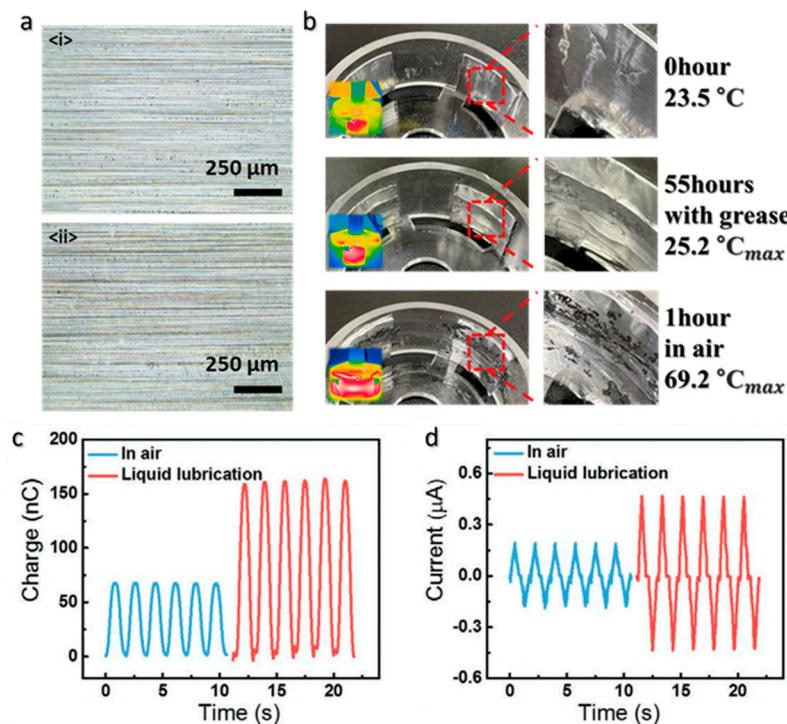 a
<i>
250 μm
<ii>
250 μm
b
0hour
23.5 °C
55hours
with grease
25.2 °Cmax
1hour
in air
69.2 °Cmax
c
In air
Liquid lubrication
200
150
100
50
0
Charge (nC)
0 5 10 15 20
Time (s)
d
In air
Liquid lubrication
0.6
0.3
0.0
-0.3
-0.6
Current (μA)
0 5 10 15 20
Time (s)